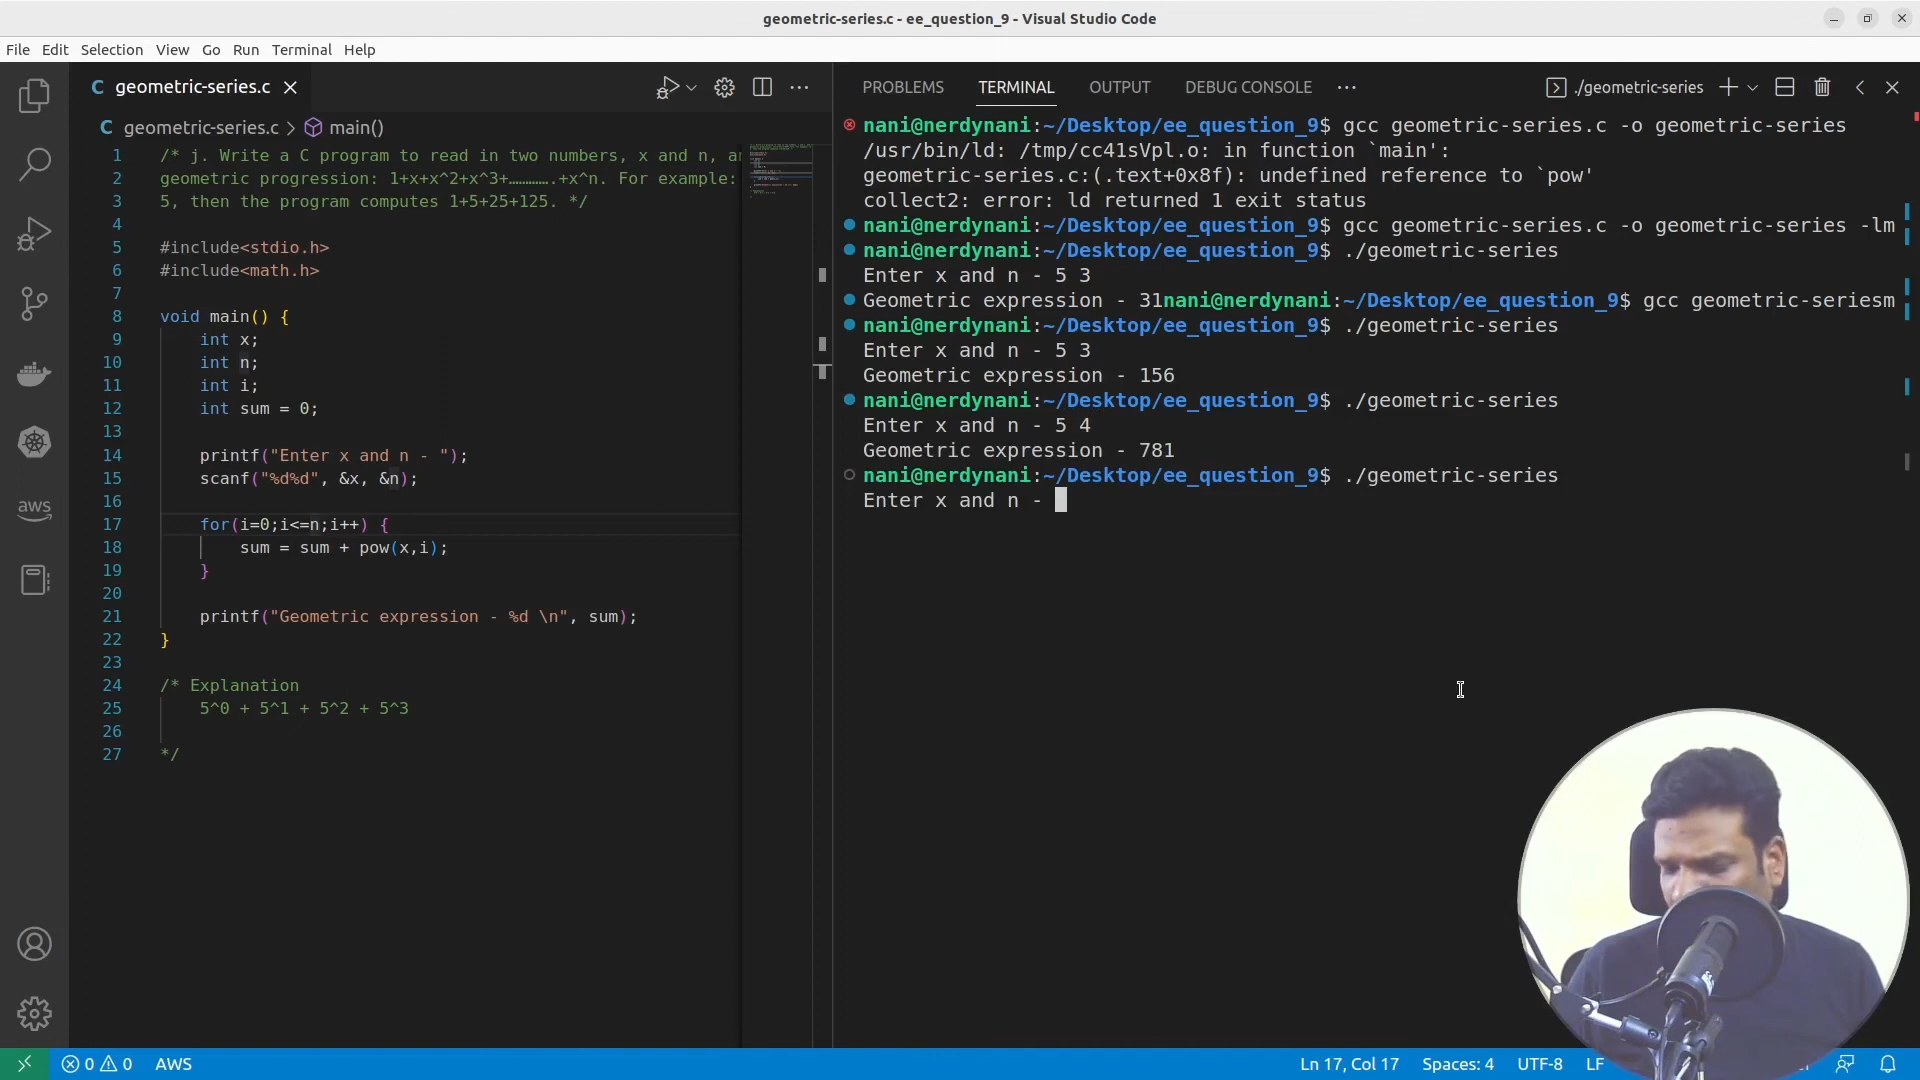 geometric-series.c - ee_question_9 - Visual Studio Code
File Edit Selection View Go Run Terminal Help
C geometric-series.c
PROBLEMS TERMINAL OUTPUT DEBUG CONSOLE ··· ./geometric-series
C geometric-series.c > main()
1 /* j. Write a C program to read in two numbers, x and n, an
2 geometric progression: 1+x+x^2+x^3+………….+x^n. For example:
3 5, then the program computes 1+5+25+125. */
4
5 #include<stdio.h>
6 #include<math.h>
7
8 void main() {
9 int x;
10 int n;
11 int i;
12 int sum = 0;
13
14 printf("Enter x and n - ");
15 scanf("%d%d", &x, &n);
16
17 for(i=0;i<=n;i++) {
18 sum = sum + pow(x,i);
19 }
20
21 printf("Geometric expression - %d \n", sum);
22 }
23
24 /* Explanation
25 5^0 + 5^1 + 5^2 + 5^3
26
27 */
nani@nerdynani:~/Desktop/ee_question_9$ gcc geometric-series.c -o geometric-series
/usr/bin/ld: /tmp/cc41sVpl.o: in function `main':
geometric-series.c:(.text+0x8f): undefined reference to `pow'
collect2: error: ld returned 1 exit status
nani@nerdynani:~/Desktop/ee_question_9$ gcc geometric-series.c -o geometric-series -lm
nani@nerdynani:~/Desktop/ee_question_9$ ./geometric-series
Enter x and n - 5 3
Geometric expression - 31nani@nerdynani:~/Desktop/ee_question_9$ gcc geometric-seriesm
nani@nerdynani:~/Desktop/ee_question_9$ ./geometric-series
Enter x and n - 5 3
Geometric expression - 156
nani@nerdynani:~/Desktop/ee_question_9$ ./geometric-series
Enter x and n - 5 4
Geometric expression - 781
nani@nerdynani:~/Desktop/ee_question_9$ ./geometric-series
Enter x and n -
aws
0 0 AWS
Ln 17, Col 17 Spaces: 4 UTF-8 LF